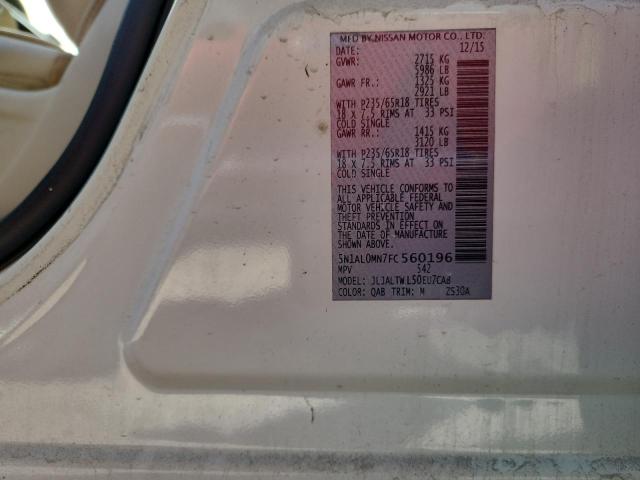 MFD BY NISSAN MOTOR CO., LTD.
DATE: 12/15
GVWR: 2715 KG
5986 LB
GAWR FR.: 1325 KG
2921 LB
WITH P235/65R18 TIRES
18 X 7.5 RIMS AT 33 PSI
COLD SINGLE
GAWR RR.: 1415 KG
3120 LB
WITH P235/65R18 TIRES
18 X 7.5 RIMS AT 33 PSI
COLD SINGLE
THIS VEHICLE CONFORMS TO
ALL APPLICABLE FEDERAL
MOTOR VEHICLE SAFETY AND
THEFT PREVENTION
STANDARDS IN EFFECT ON
THE DATE OF MANUFACTURE
SHOWN ABOVE.
5N1AL0MN7FC560196
MPV S42
MODEL: JLJALTWL50EU7CAB
COLOR: QAB TRIM: M ZS30A